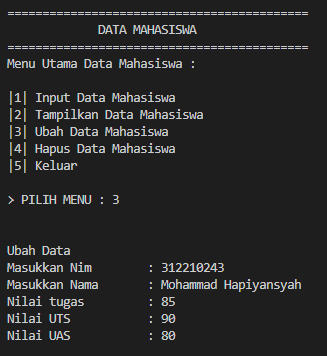 ===========================================
DATA MAHASISWA
===========================================
Menu Utama Data Mahasiswa :
|1| Input Data Mahasiswa
|2| Tampilkan Data Mahasiswa
|3| Ubah Data Mahasiswa
|4| Hapus Data Mahasiswa
|5| Keluar
> PILIH MENU : 3
Ubah Data
Masukkan Nim : 312210243
Masukkan Nama : Mohammad Hapiyansyah
Nilai tugas : 85
Nilai UTS : 90
Nilai UAS : 80